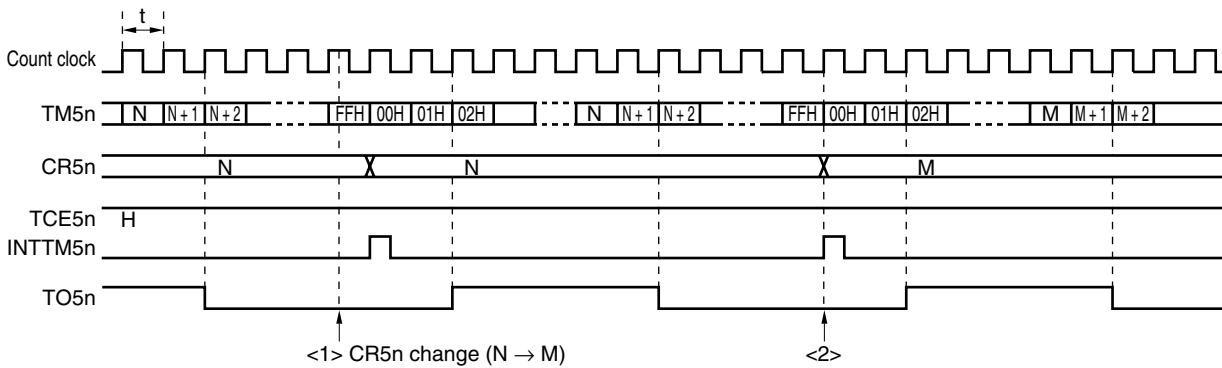 t
Count clock
TM5n N N + 1 N + 2 FFH 00H 01H 02H N N + 1 N + 2 FFH 00H 01H 02H M M + 1 M + 2
CR5n N N M
TCE5n H
INTTM5n
TO5n
<1> CR5n change (N → M) <2>